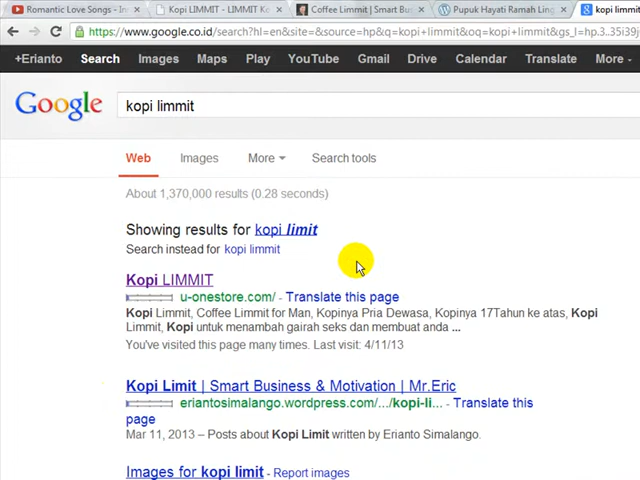 Romantic Love Songs - In
Kopi LIMMIT - LIMMIT Ko
Coffee Limmit | Smart Bu
Pupuk Hayati Ramah Ling
kopi limmit
https://www.google.co.id/search?hl=en&site=&source=hp&q=kopi+limmit&oq=kopi+limmit&gs_l=hp.3..35i39j
+Erianto Search Images Maps Play YouTube Gmail Drive Calendar Translate More
Google kopi limmit
Web Images More Search tools
About 1,370,000 results (0.28 seconds)
Showing results for kopi limit
Search instead for kopi limmit
Kopi LIMMIT
u-onestore.com/ - Translate this page
Kopi Limmit, Coffee Limmit for Man, Kopinya Pria Dewasa, Kopinya 17Tahun ke atas, Kopi
Limmit, Kopi untuk menambah gairah seks dan membuat anda ...
You've visited this page many times. Last visit: 4/11/13
Kopi Limit | Smart Business & Motivation | Mr.Eric
eriantosimalango.wordpress.com/.../kopi-li... - Translate this
page
Mar 11, 2013 – Posts about Kopi Limit written by Erianto Simalango.
Images for kopi limit - Report images